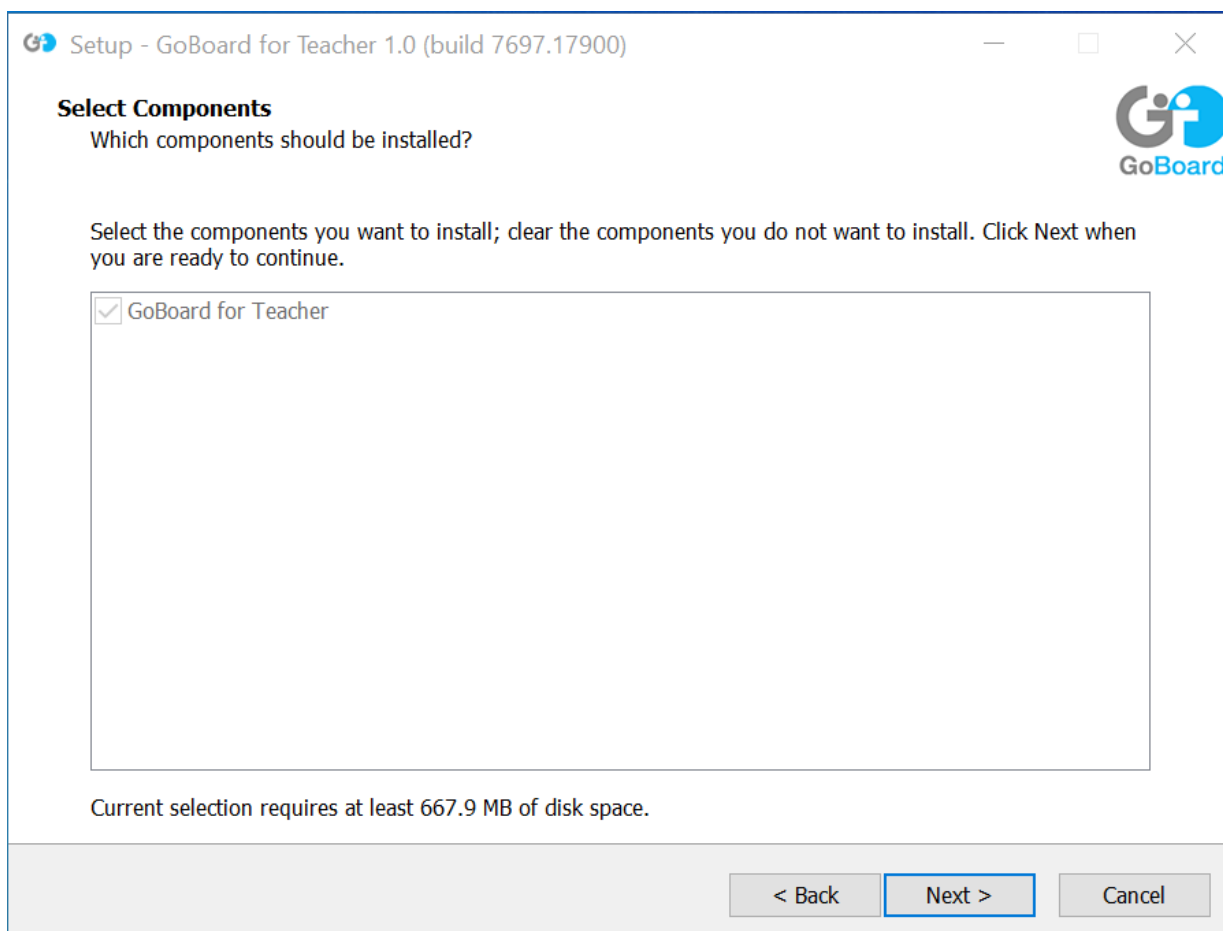 Setup - GoBoard for Teacher 1.0 (build 7697.17900)
Select Components
Which components should be installed?
GoBoard
Select the components you want to install; clear the components you do not want to install. Click Next when
you are ready to continue.
GoBoard for Teacher
Current selection requires at least 667.9 MB of disk space.
< Back Next > Cancel